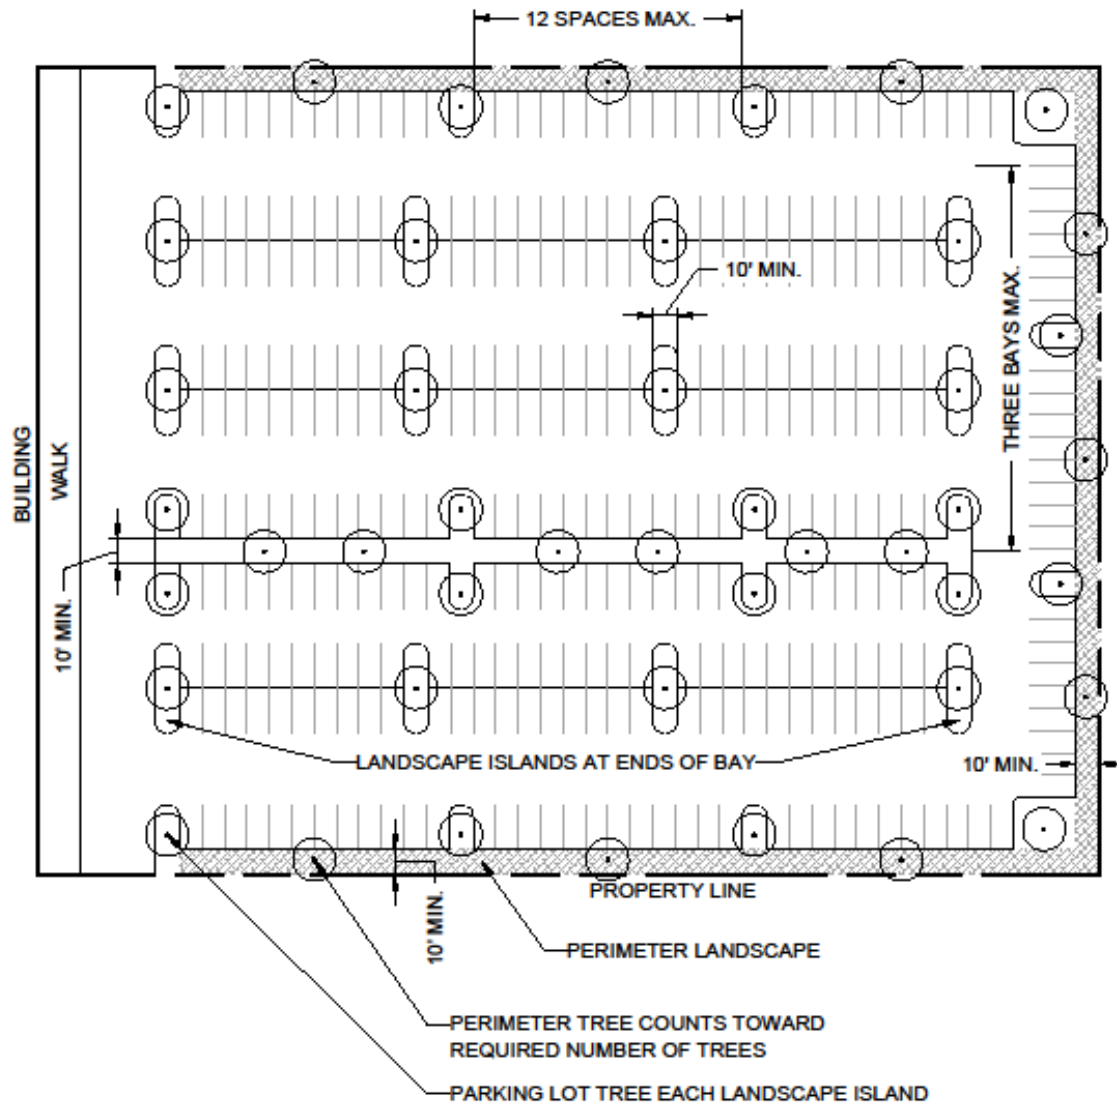 12 SPACES MAX.
10' MIN.
THREE BAYS MAX.
BUILDING
WALK
10' MIN.
LANDSCAPE ISLANDS AT ENDS OF BAY
10' MIN.
PROPERTY LINE
10' MIN.
PERIMETER LANDSCAPE
PERIMETER TREE COUNTS TOWARD
REQUIRED NUMBER OF TREES
PARKING LOT TREE EACH LANDSCAPE ISLAND